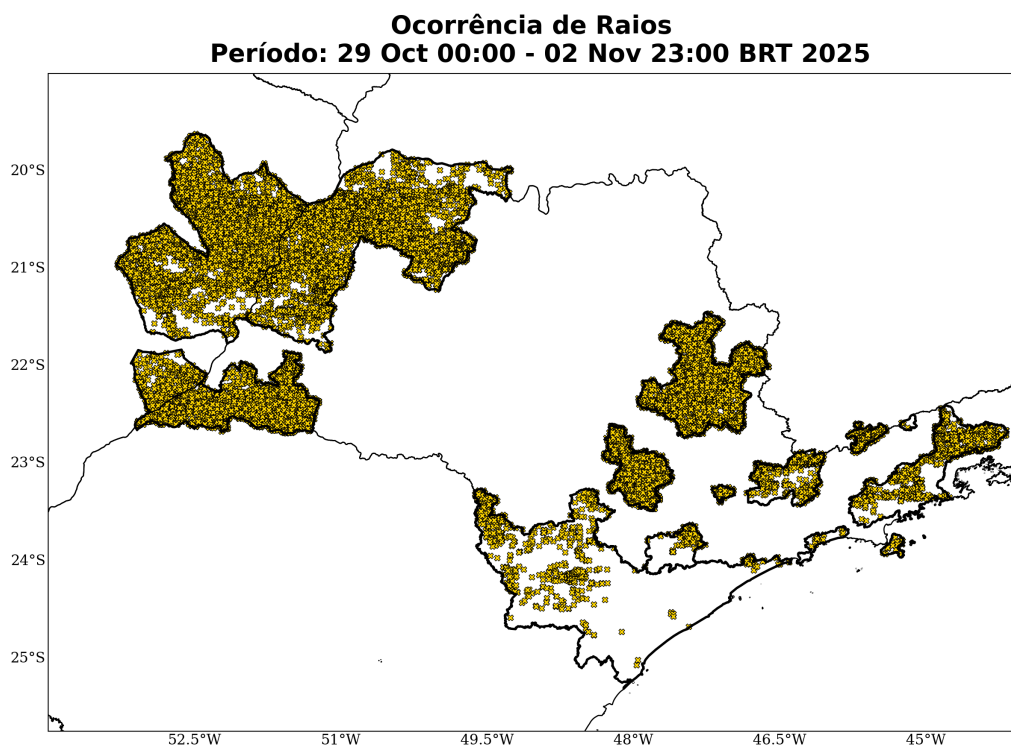 Ocorrência de Raios
Período: 29 Oct 00:00 - 02 Nov 23:00 BRT 2025
20°S
21°S
22°S
23°S
24°S
25°S
52.5°W 51°W 49.5°W 48°W 46.5°W 45°W